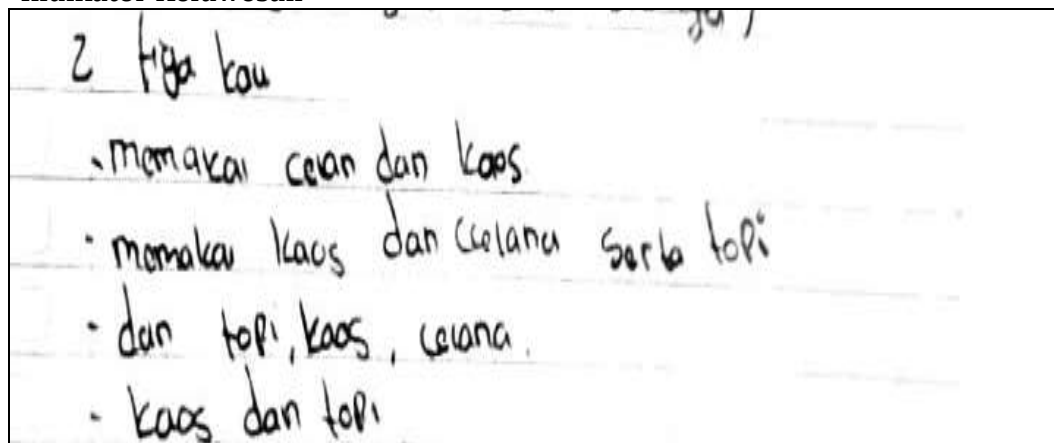 2 tiga kau
. memakai celan dan kaos.
. memakai kaos dan celana serta topi
- dan topi, kaos, celana.
- kaos dan topi